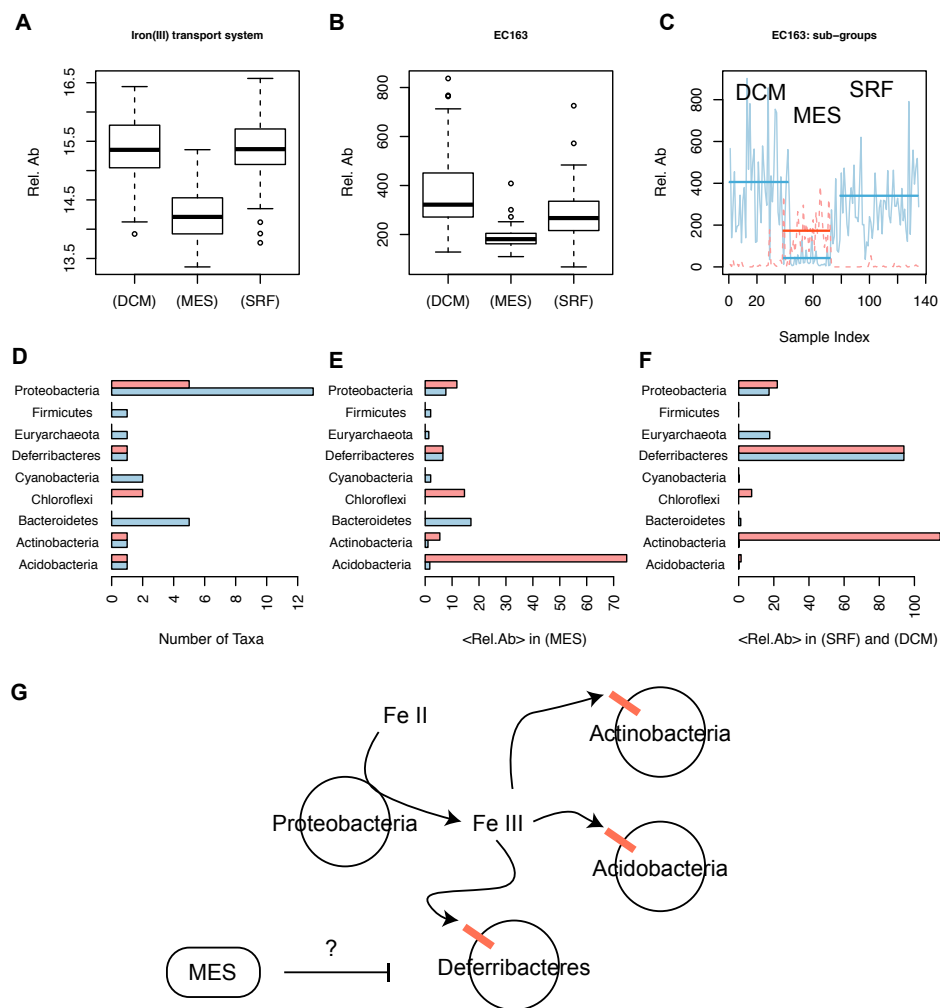 A
Iron(III) transport system
Rel. Ab
16.5
15.5
14.5
13.5
(DCM) (MES) (SRF)
B
EC163
Rel. Ab
800
600
400
200
(DCM) (MES) (SRF)
C
EC163: sub-groups
Rel. Ab
800
600
400
200
0
DCM
MES
SRF
0 20 60 100 140
Sample Index
D
Proteobacteria
Firmicutes
Euryarchaeota
Deferribacteres
Cyanobacteria
Chloroflexi
Bacteroidetes
Actinobacteria
Acidobacteria
0 2 4 6 8 12
Number of Taxa
E
Proteobacteria
Firmicutes
Euryarchaeota
Deferribacteres
Cyanobacteria
Chloroflexi
Bacteroidetes
Actinobacteria
Acidobacteria
0 10 20 30 40 50 60 70
<Rel.Ab> in (MES)
F
Proteobacteria
Firmicutes
Euryarchaeota
Deferribacteres
Cyanobacteria
Chloroflexi
Bacteroidetes
Actinobacteria
Acidobacteria
0 20 40 60 80 100
<Rel.Ab> in (SRF) and (DCM)
G
Fe II
Actinobacteria
Proteobacteria
Fe III
Acidobacteria
?
MES
Deferribacteres